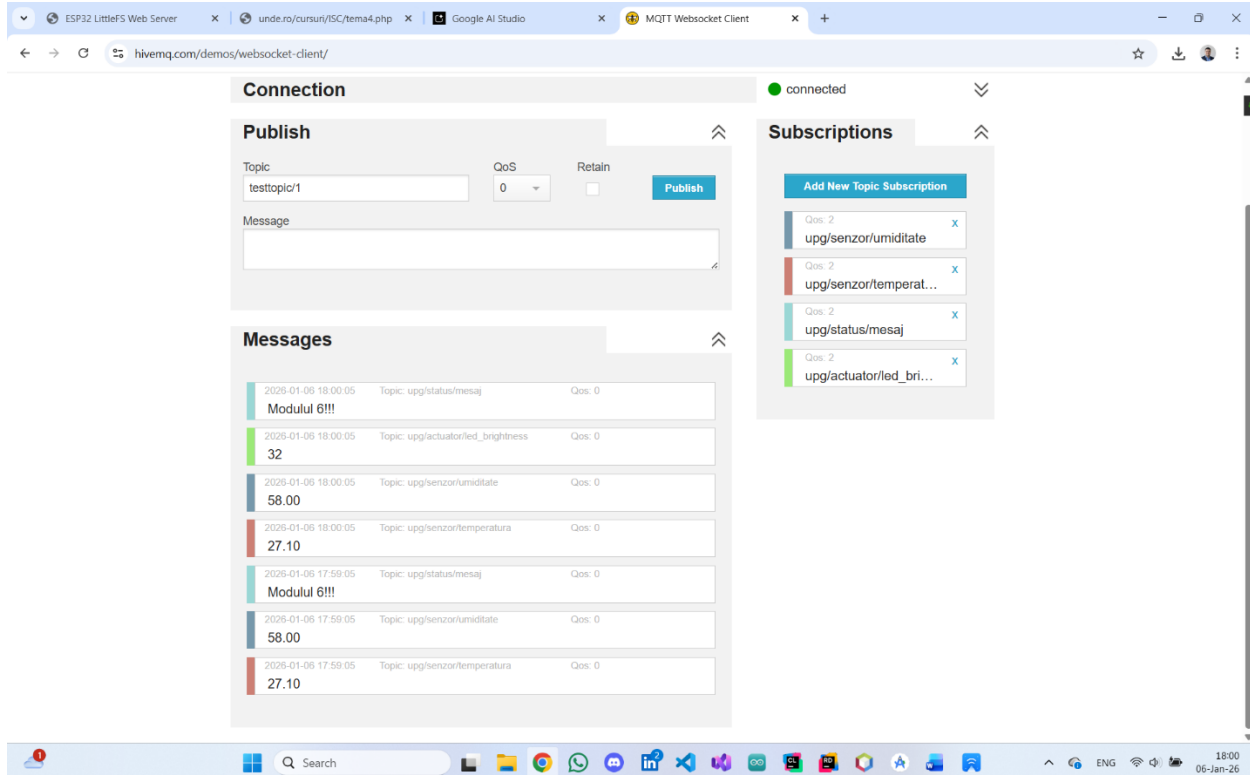 ESP32 LittleFS Web Server
unde.ro/cursuri/ISC/tema4.php
Google AI Studio
MQTT Websocket Client
hivemq.com/demos/websocket-client/
Connection
connected
Publish
Topic
QoS
Retain
testtopic/1
0
Publish
Message
Subscriptions
Add New Topic Subscription
Qos: 2
x
upg/senzor/umiditate
Qos: 2
x
upg/senzor/temperat...
Qos: 2
x
upg/status/mesaj
Qos: 2
x
upg/actuator/led_bri...
Messages
2026-01-06 18:00:05 Topic: upg/status/mesaj Qos: 0
Modulul 6!!!
2026-01-06 18:00:05 Topic: upg/actuator/led_brightness Qos: 0
32
2026-01-06 18:00:05 Topic: upg/senzor/umiditate Qos: 0
58.00
2026-01-06 18:00:05 Topic: upg/senzor/temperatura Qos: 0
27.10
2026-01-06 17:59:05 Topic: upg/status/mesaj Qos: 0
Modulul 6!!!
2026-01-06 17:59:05 Topic: upg/senzor/umiditate Qos: 0
58.00
2026-01-06 17:59:05 Topic: upg/senzor/temperatura Qos: 0
27.10
1
Search
2
CL
RD
ENG
18:00
06-Jan-26